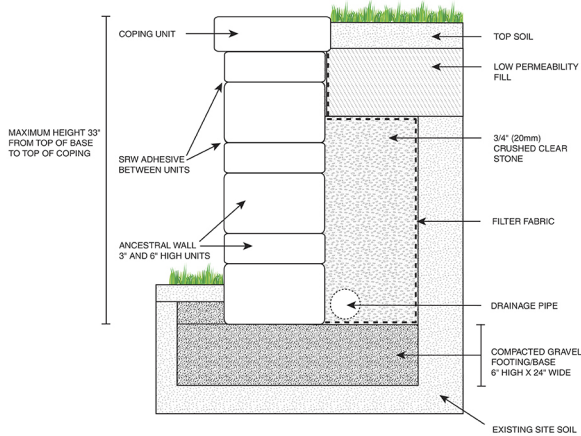 COPING UNIT
TOP SOIL
LOW PERMEABILITY
FILL
MAXIMUM HEIGHT 33"
FROM TOP OF BASE
TO TOP OF COPING
3/4" (20mm)
CRUSHED CLEAR
STONE
SRW ADHESIVE
BETWEEN UNITS
FILTER FABRIC
ANCESTRAL WALL
3" AND 6" HIGH UNITS
DRAINAGE PIPE
COMPACTED GRAVEL
FOOTING/BASE
6" HIGH X 24" WIDE
EXISTING SITE SOIL